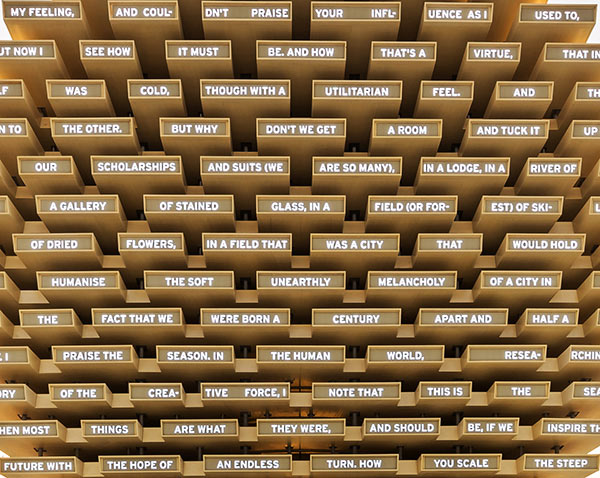 MY FEELING, AND COUL- DN'T PRAISE YOUR INFL- UENCE AS I USED TO,
UT NOW I SEE HOW IT MUST BE. AND HOW THAT'S A VIRTUE, THAT IN
LF WAS COLD, THOUGH WITH A UTILITARIAN FEEL. AND TH
N TO THE OTHER. BUT WHY DON'T WE GET A ROOM AND TUCK IT UP
OUR SCHOLARSHIPS AND SUITS (WE ARE SO MANY), IN A LODGE, IN A RIVER OF
A GALLERY OF STAINED GLASS, IN A FIELD (OR FOR- EST) OF SKI-
OF DRIED FLOWERS, IN A FIELD THAT WAS A CITY THAT WOULD HOLD
HUMANISE THE SOFT UNEARTHLY MELANCHOLY OF A CITY IN
THE FACT THAT WE WERE BORN A CENTURY APART AND HALF A
I PRAISE THE SEASON. IN THE HUMAN WORLD, RESEA- RCHING
ORY OF THE CREA- TIVE FORCE, I NOTE THAT THIS IS THE SEA
HEN MOST THINGS ARE WHAT THEY WERE, AND SHOULD BE, IF WE INSPIRE TH
FUTURE WITH THE HOPE OF AN ENDLESS TURN. HOW YOU SCALE THE STEEP